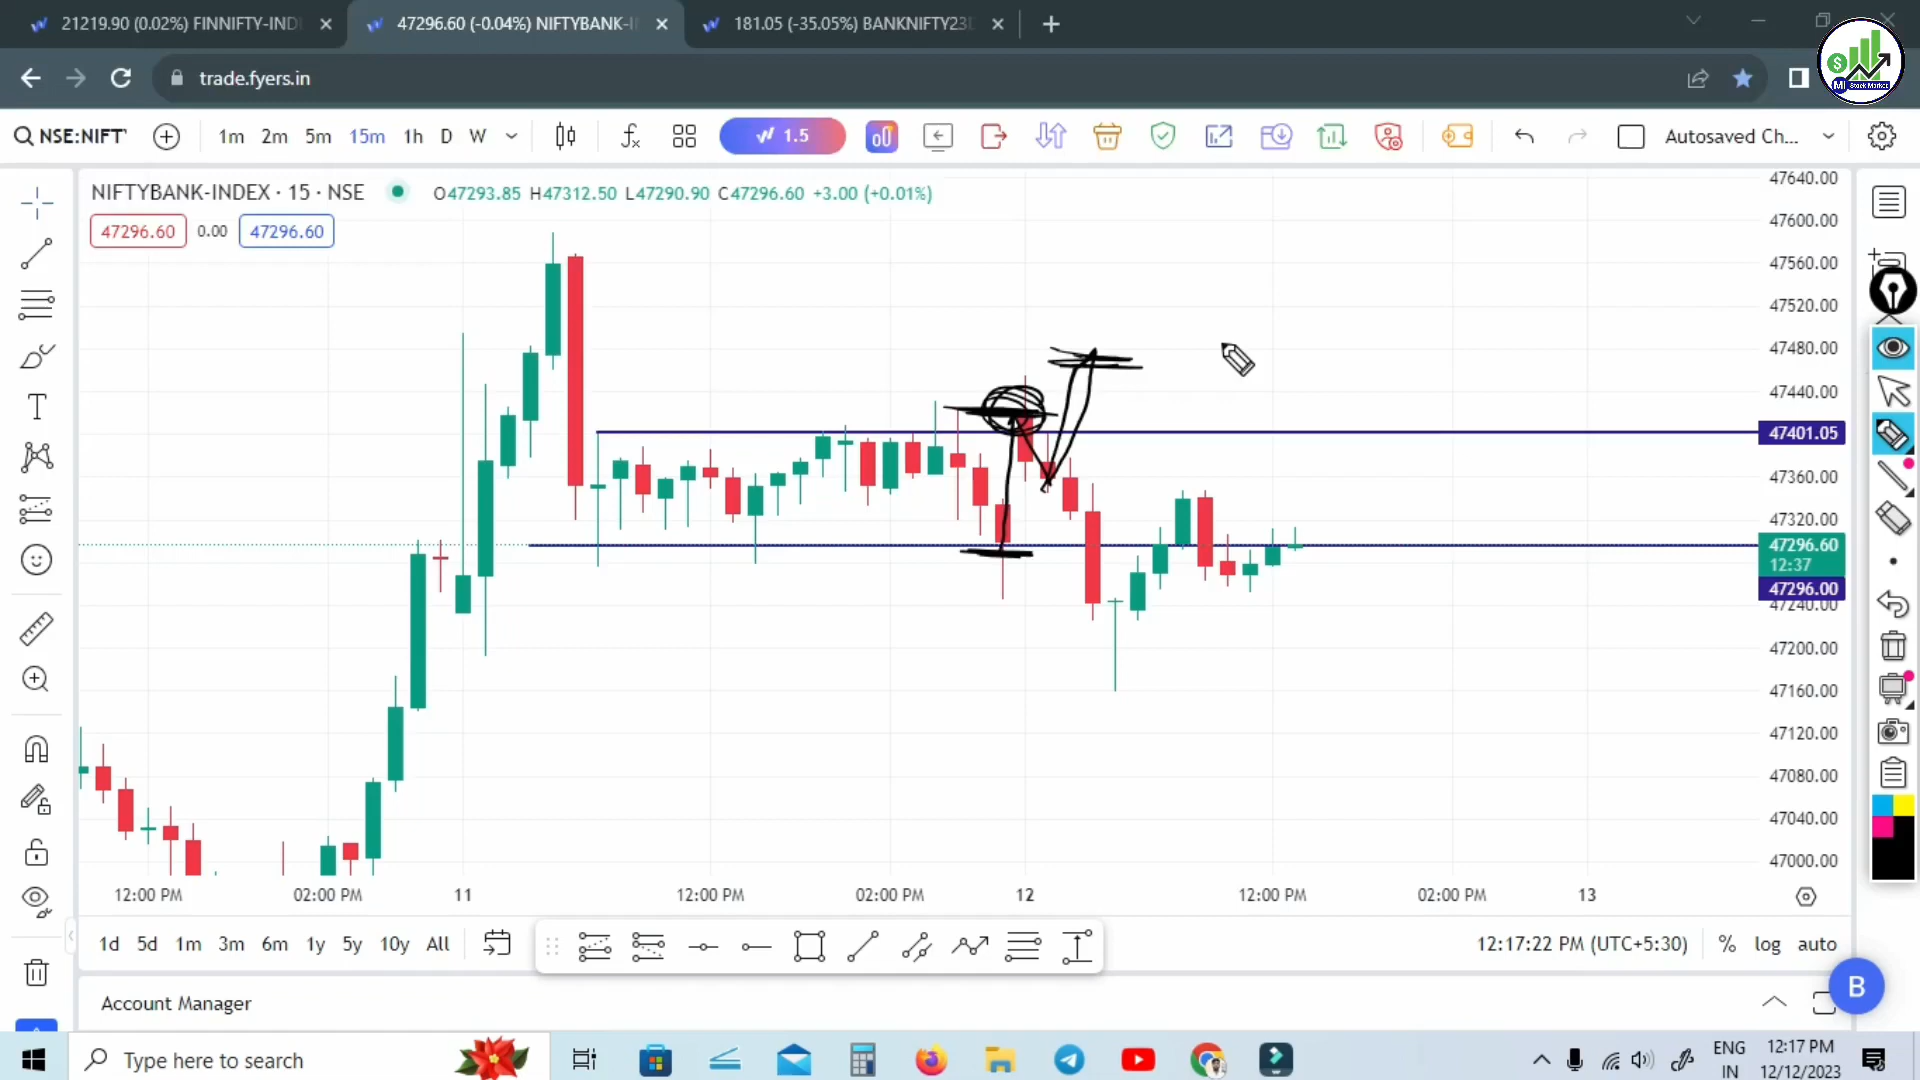 21219.90 (0.02%) FINNIFTY-IND
47296.60 (-0.04%) NIFTYBANK-I
181.05 (-35.05%) BANKNIFTY23
trade.fyers.in
$
M Stock Market
NSE:NIFTY
1m 2m 5m 15m 1h D W
1.5
Autosaved Ch...
NIFTYBANK-INDEX · 15 · NSE
O47293.85 H47312.50 L47290.90 C47296.60 +3.00 (+0.01%)
47296.60 0.00 47296.60
47640.00
47600.00
47560.00
47520.00
47480.00
47440.00
47401.05
47360.00
47320.00
47296.60
12:37
47296.00
47240.00
47200.00
47160.00
47120.00
47080.00
47040.00
47000.00
12:00 PM 02:00 PM 11 12:00 PM 02:00 PM 12 12:00 PM 02:00 PM 13
1d 5d 1m 3m 6m 1y 5y 10y All
12:17:22 PM (UTC+5:30) % log auto
B
Account Manager
Type here to search
ENG
IN
12:17 PM
12/12/2023